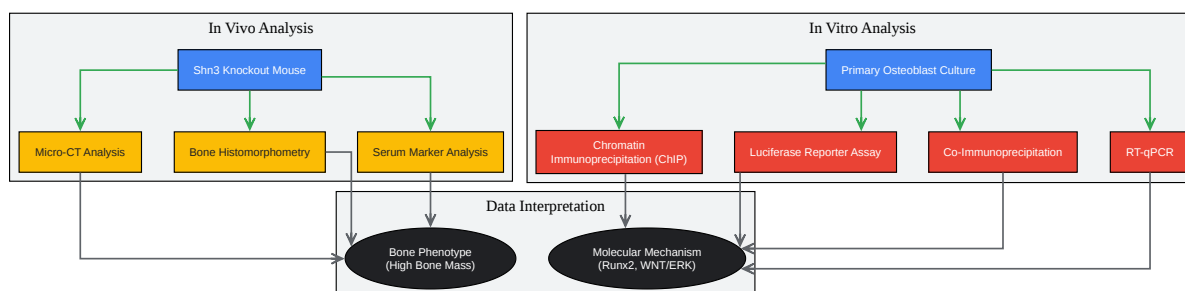 In Vivo Analysis
In Vitro Analysis
Shn3 Knockout Mouse
Primary Osteoblast Culture
Micro-CT Analysis
Bone Histomorphometry
Serum Marker Analysis
Chromatin
Immunoprecipitation (ChIP)
Luciferase Reporter Assay
Co-Immunoprecipitation
RT-qPCR
Data Interpretation
Bone Phenotype
(High Bone Mass)
Molecular Mechanism
(Runx2, WNT/ERK)